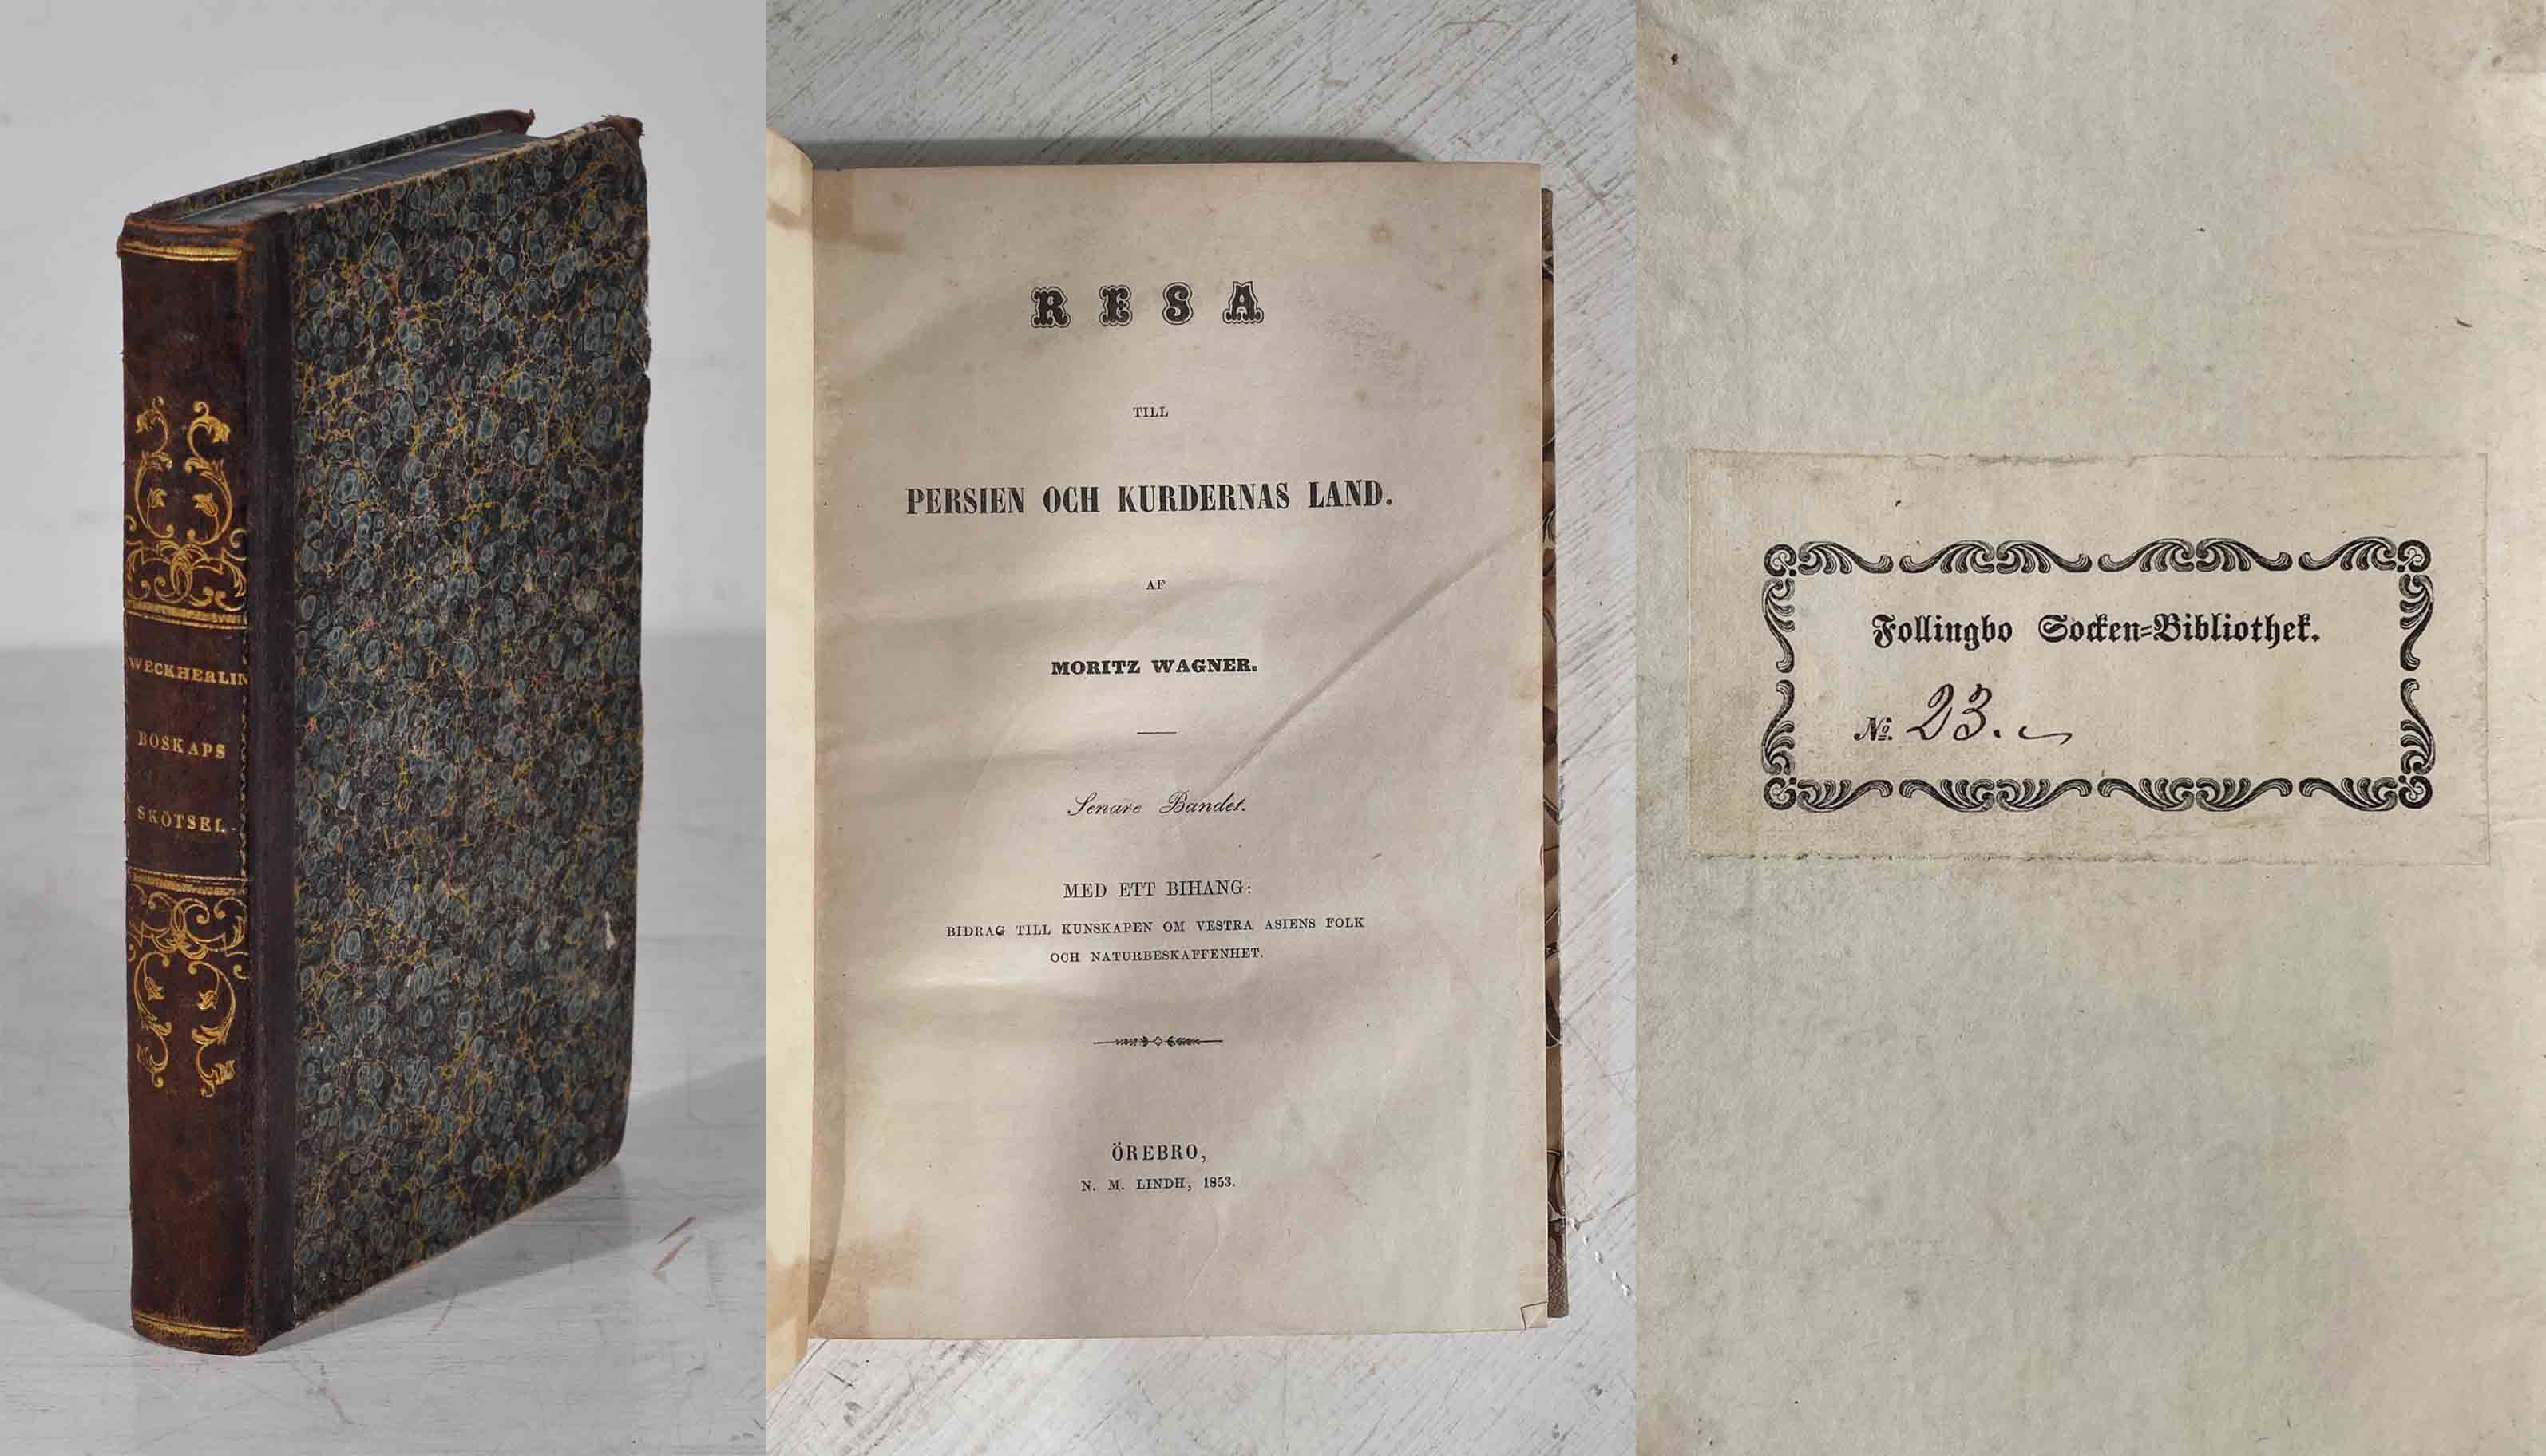 WECKHERLIN
BOSKAPS
SKÖTSEL.
RESA
TILL
PERSIEN OCH KURDERNAS LAND.
AF
MORITZ WAGNER.
Senare Bandet.
MED ETT BIHANG:
BIDRAG TILL KUNSKAPEN OM VESTRA ASIENS FOLK
OCH NATURBESKAFFENHET.
ÖREBRO,
N. M. LINDH, 1853.
Follingbo Socken-Bibliothek.
No. 23.